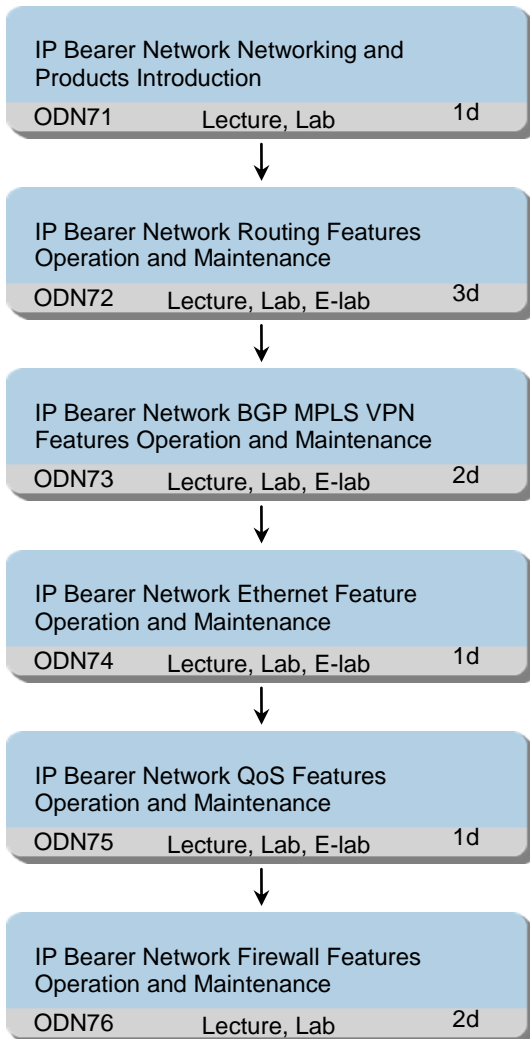 IP Bearer Network Networking and
Products Introduction
ODN71 Lecture, Lab 1d
IP Bearer Network Routing Features
Operation and Maintenance
ODN72 Lecture, Lab, E-lab 3d
IP Bearer Network BGP MPLS VPN
Features Operation and Maintenance
ODN73 Lecture, Lab, E-lab 2d
IP Bearer Network Ethernet Feature
Operation and Maintenance
ODN74 Lecture, Lab, E-lab 1d
IP Bearer Network QoS Features
Operation and Maintenance
ODN75 Lecture, Lab, E-lab 1d
IP Bearer Network Firewall Features
Operation and Maintenance
ODN76 Lecture, Lab 2d